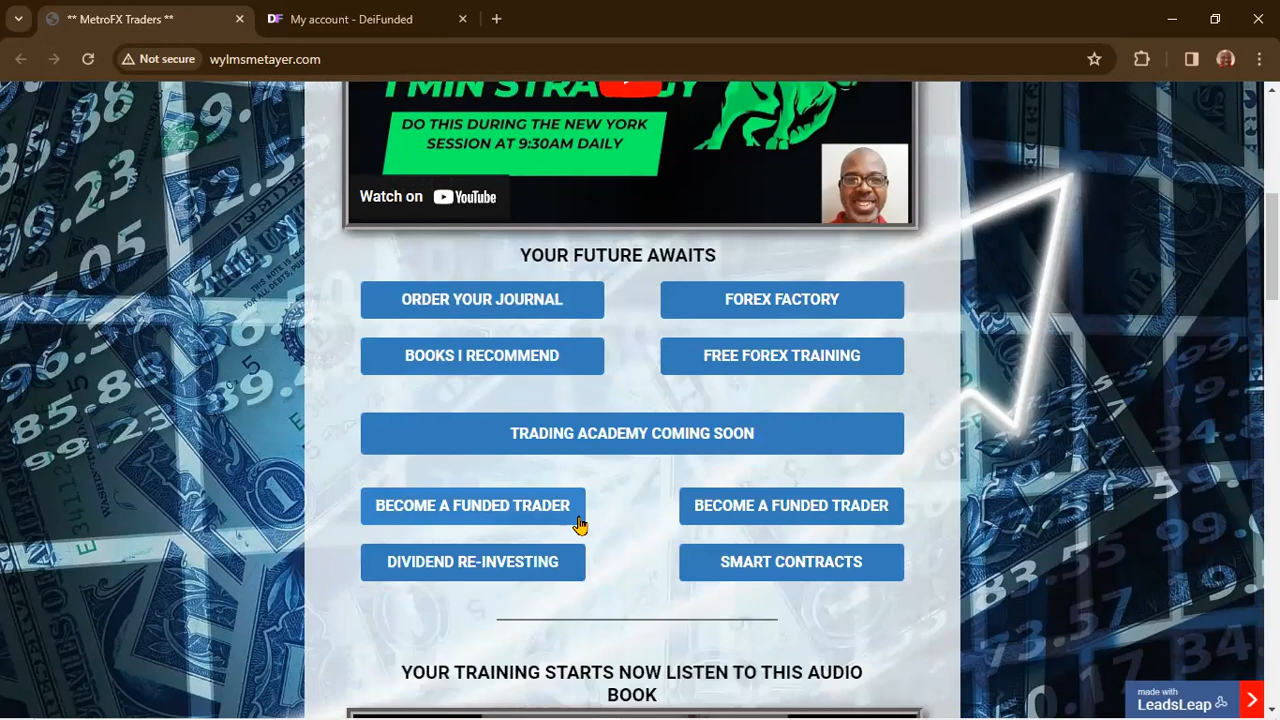 ** MetroFX Traders **
My account - DeiFunded
Not secure
wylmsmetayer.com
1 MIN STRATEGY
DO THIS DURING THE NEW YORK
SESSION AT 9:30AM DAILY
Watch on YouTube
YOUR FUTURE AWAITS
ORDER YOUR JOURNAL
FOREX FACTORY
BOOKS I RECOMMEND
FREE FOREX TRAINING
TRADING ACADEMY COMING SOON
BECOME A FUNDED TRADER
BECOME A FUNDED TRADER
DIVIDEND RE-INVESTING
SMART CONTRACTS
YOUR TRAINING STARTS NOW LISTEN TO THIS AUDIO
BOOK
made with
LeadsLeap